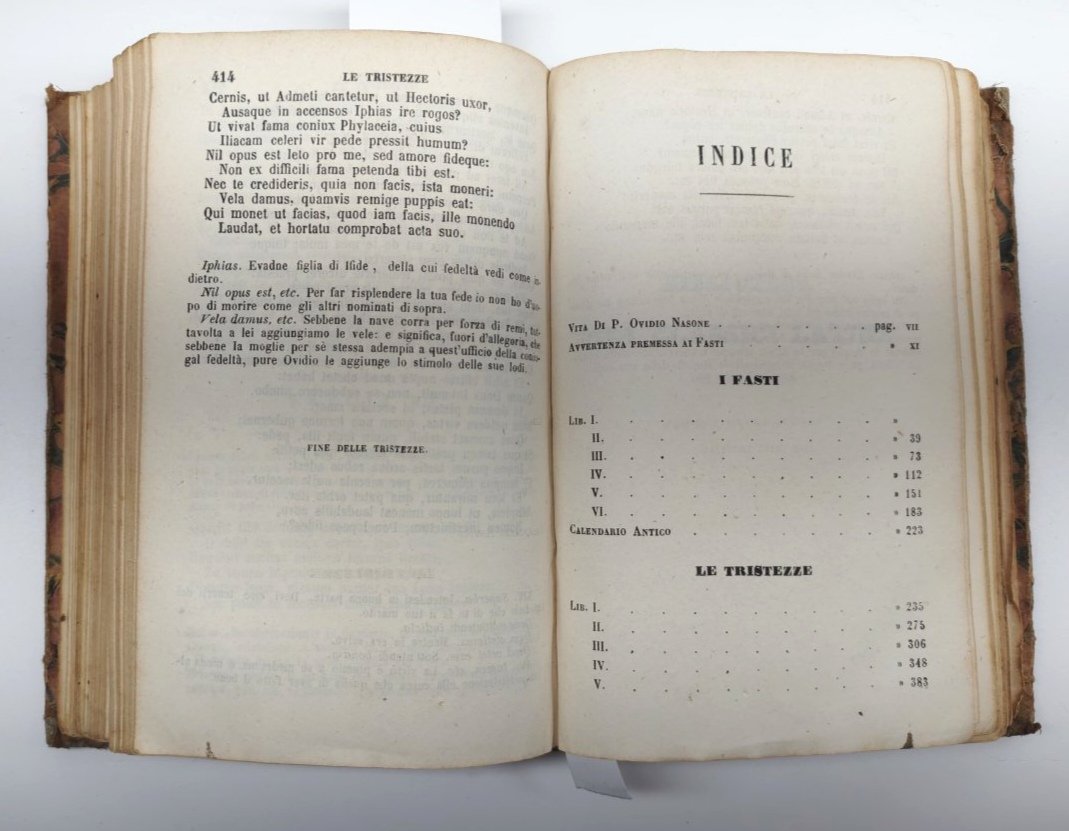 414 LE TRISTEZZE
Cernis, ut Admeti cantetur, ut Hectoris uxor,
Ausaque in accensos Iphias ire rogos?
Ut vivat fama coniux Phylaceia, cuius
Iliacam celeri vir pede pressit humum?
Nil opus est leto pro me, sed amore fideque:
Non ex difficili fama petenda tibi est.
Nec te credideris, quia non facis, ista moneri:
Vela damus, quamvis remige puppis eat:
Qui monet ut facias, quod iam facis, ille monendo
Laudat, et hortatu comprobat acta suo.
Iphias. Evadne figlia di Ifide, della cui fedeltà vedi come in-
dietro.
Nil opus est, etc. Per far risplendere la tua fede io non ho d'uo-
po di morire come gli altri nominati di sopra.
Vela damus, etc. Sebbene la nave corra per forza di remi, tut-
tavolta a lei aggiungiamo le vele: e significa, fuori d'allegoria, che
sebbene la moglie per sè stessa adempia a quest'ufficio della coniu-
gal fedeltà, pure Ovidio le aggiunge lo stimolo delle sue lodi.
FINE DELLE TRISTEZZE.
INDICE
VITA DI P. OVIDIO NASONE . . . . . . pag. VII
AVVERTENZA PREMESSA AI FASTI . . . . . » XI
I FASTI
LIB. I. . . . . . . . . »
II. . . . . . . . . » 39
III. . . . . . . . . » 73
IV. . . . . . . . . » 112
V. . . . . . . . . » 151
VI. . . . . . . . . » 183
CALENDARIO ANTICO . . . . . . . » 223
LE TRISTEZZE
LIB. I. . . . . . . . . » 235
II. . . . . . . . . » 275
III. . . . . . . . . » 306
IV. . . . . . . . . » 348
V. . . . . . . . . » 383